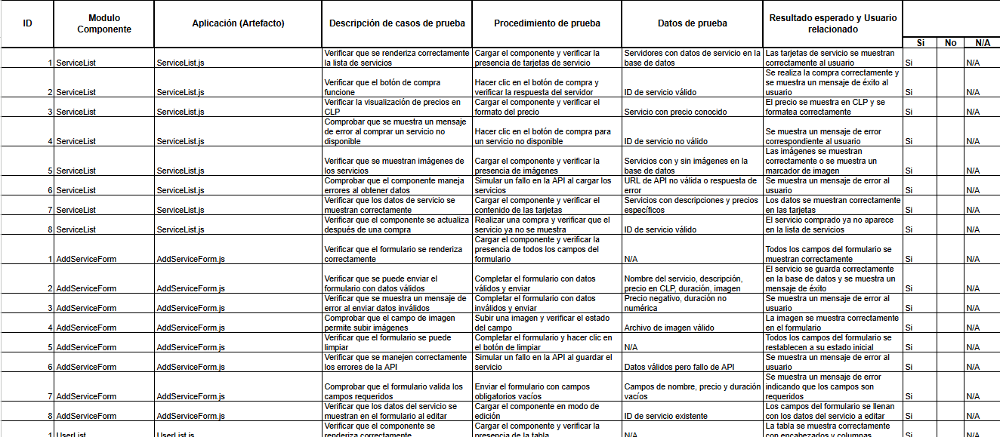 ID
Modulo
Componente
Aplicación (Artefacto)
Descripción de casos de prueba
Procedimiento de prueba
Datos de prueba
Resultado esperado y Usuario
relacionado
Si
No
N/A
1 ServiceList ServiceList.js
Verificar que se renderiza correctamente
la lista de servicios
Cargar el componente y verificar la
presencia de tarjetas de servicio
Servidores con datos de servicio en la
base de datos
Las tarjetas de servicio se muestran
correctamente al usuario
Si N/A
2 ServiceList ServiceList.js
Verificar que el botón de compra
funcione
Hacer clic en el botón de compra y
verificar la respuesta del servidor
ID de servicio válido
Se realiza la compra correctamente y
se muestra un mensaje de éxito al
usuario
Si N/A
3 ServiceList ServiceList.js
Verificar la visualización de precios en
CLP
Cargar el componente y verificar el
formato del precio
Servicio con precio conocido
El precio se muestra en CLP y se
formatea correctamente
Si N/A
4 ServiceList ServiceList.js
Comprobar que se muestra un mensaje
de error al comprar un servicio no
disponible
Hacer clic en el botón de compra para
un servicio no disponible
ID de servicio no válido
Se muestra un mensaje de error
correspondiente al usuario
Si N/A
5 ServiceList ServiceList.js
Verificar que se muestran imágenes de
los servicios
Cargar el componente y verificar la
presencia de imágenes
Servicios con y sin imágenes en la
base de datos
Las imágenes se muestran
correctamente o se muestra un
marcador de imagen
Si N/A
6 ServiceList ServiceList.js
Comprobar que el componente maneja
errores al obtener datos
Simular un fallo en la API al cargar los
servicios
URL de API no válida o respuesta de
error
Se muestra un mensaje de error al
usuario
Si N/A
7 ServiceList ServiceList.js
Verificar que los datos de servicio se
muestran correctamente
Cargar el componente y verificar el
contenido de las tarjetas
Servicios con descripciones y precios
específicos
Los datos se muestran correctamente
en las tarjetas
Si N/A
8 ServiceList ServiceList.js
Verificar que el componente se actualiza
después de una compra
Realizar una compra y verificar que el
servicio ya no se muestra
ID de servicio válido
El servicio comprado ya no aparece
en la lista de servicios
Si N/A
1 AddServiceForm AddServiceForm.js
Verificar que el formulario se renderiza
correctamente
Cargar el componente y verificar la
presencia de todos los campos del
formulario
N/A
Todos los campos del formulario se
muestran correctamente
Si N/A
2 AddServiceForm AddServiceForm.js
Verificar que se puede enviar el
formulario con datos válidos
Completar el formulario con datos
válidos y enviar
Nombre del servicio, descripción,
precio en CLP, duración, imagen
El servicio se guarda correctamente
en la base de datos y se muestra un
mensaje de éxito
Si N/A
3 AddServiceForm AddServiceForm.js
Verificar que se muestra un mensaje de
error al enviar datos inválidos
Completar el formulario con datos
inválidos y enviar
Precio negativo, duración no
numérica
Se muestra un mensaje de error al
usuario
Si N/A
4 AddServiceForm AddServiceForm.js
Comprobar que el campo de imagen
permite subir imágenes
Subir una imagen y verificar el estado
del campo
Archivo de imagen válido
La imagen se muestra correctamente
en el formulario
Si N/A
5 AddServiceForm AddServiceForm.js
Verificar que el formulario se puede
limpiar
Completar el formulario y hacer clic en
el botón de limpiar
N/A
Todos los campos del formulario se
restablecen a su estado inicial
Si N/A
6 AddServiceForm AddServiceForm.js
Verificar que se manejen correctamente
los errores de la API
Simular un fallo en la API al guardar el
servicio
Datos válidos pero fallo de API
Se muestra un mensaje de error al
usuario
Si N/A
7 AddServiceForm AddServiceForm.js
Comprobar que el formulario valida los
campos requeridos
Enviar el formulario con campos
obligatorios vacíos
Campos de nombre, precio y duración
vacíos
Se muestra un mensaje de error
indicando que los campos son
requeridos
Si N/A
8 AddServiceForm AddServiceForm.js
Verificar que los datos del servicio se
muestran en el formulario al editar
Cargar el componente en modo de
edición
ID de servicio existente
Los campos del formulario se llenan
con los datos del servicio a editar
Si N/A
1 UserList UserList.js
Verificar que el componente se
renderiza correctamente
Cargar el componente y verificar la
presencia de la tabla
N/A
La tabla se muestra correctamente
con encabezados y columnas
Si N/A